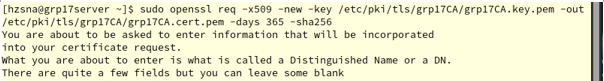 [hzsna@grp17server ~]$ sudo openssl req -x509 -new -key /etc/pki/tls/grp17CA/grp17CA.key.pem -out
/etc/pki/tls/grp17CA/grp17CA.cert.pem -days 365 -sha256
You are about to be asked to enter information that will be incorporated
into your certificate request.
What you are about to enter is what is called a Distinguished Name or a DN.
There are quite a few fields but you can leave some blank